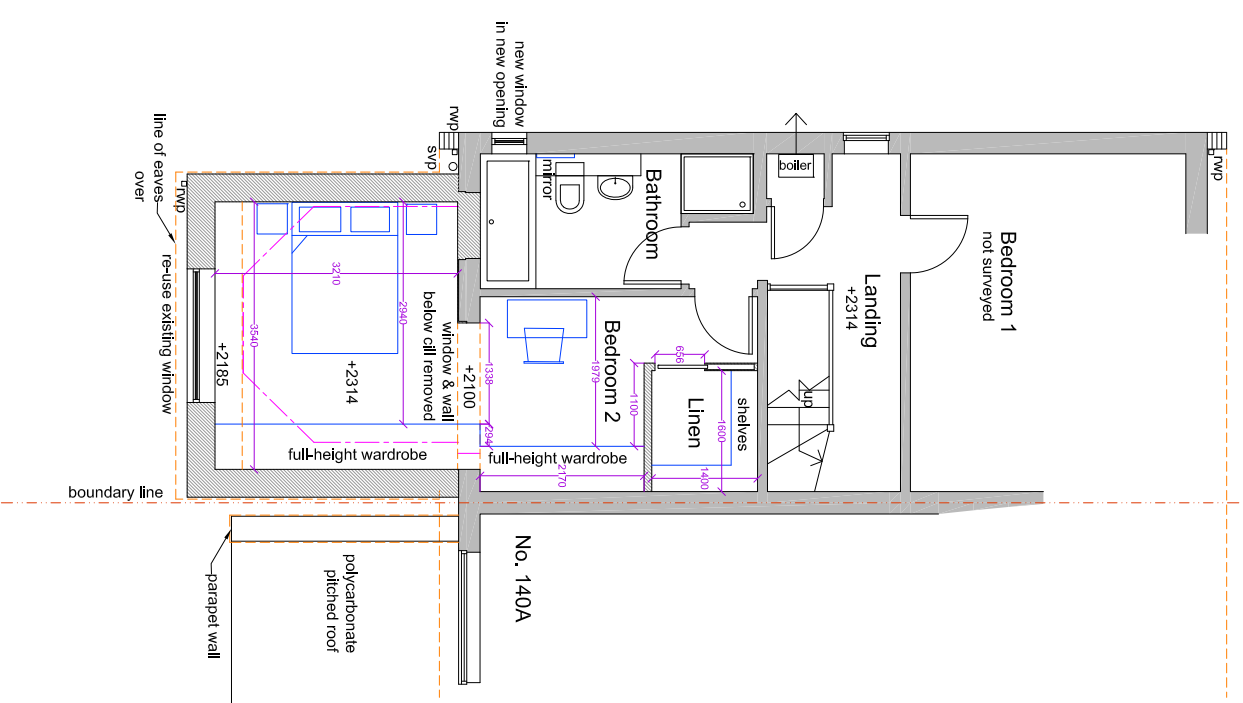 new window
in new opening
rwp
svp
rwp
line of eaves
over
re-use existing window
mirror
Bathroom
boiler
rwp
Bedroom 1
not surveyed
Landing
+2314
up
shelves
Linen
1600
1400
656
1100
Bedroom 2
1979
2170
full-height wardrobe
window & wall
below cill removed
+2100
1338
294
3210
2940
3540
+2314
+2185
full-height wardrobe
boundary line
parapet wall
polycarbonate
pitched roof
No. 140A